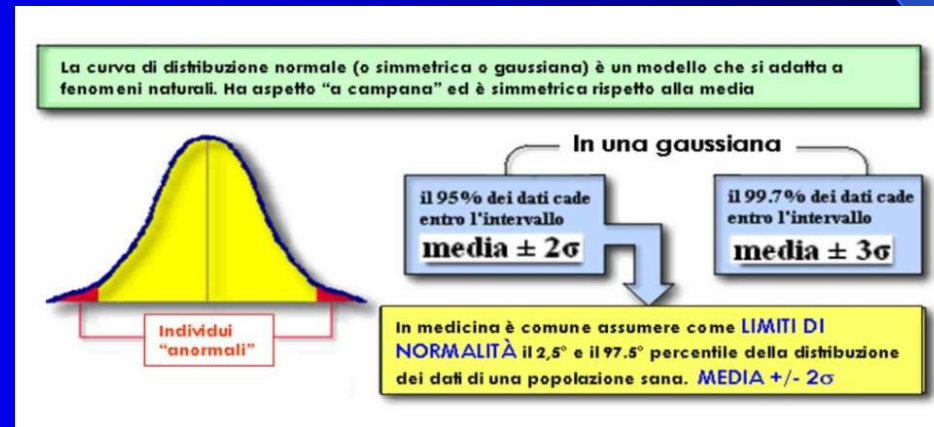 La curva di distribuzione normale (o simmetrica o gaussiana) è un modello che si adatta a
fenomeni naturali. Ha aspetto “a campana” ed è simmetrica rispetto alla media
In una gaussiana
il 95% dei dati cade
entro l'intervallo
media ± 2σ
il 99.7% dei dati cade
entro l'intervallo
media ± 3σ
Individui
“anormali”
In medicina è comune assumere come LIMITI DI
NORMALITÀ il 2,5° e il 97.5° percentile della distribuzione
dei dati di una popolazione sana. MEDIA +/- 2σ